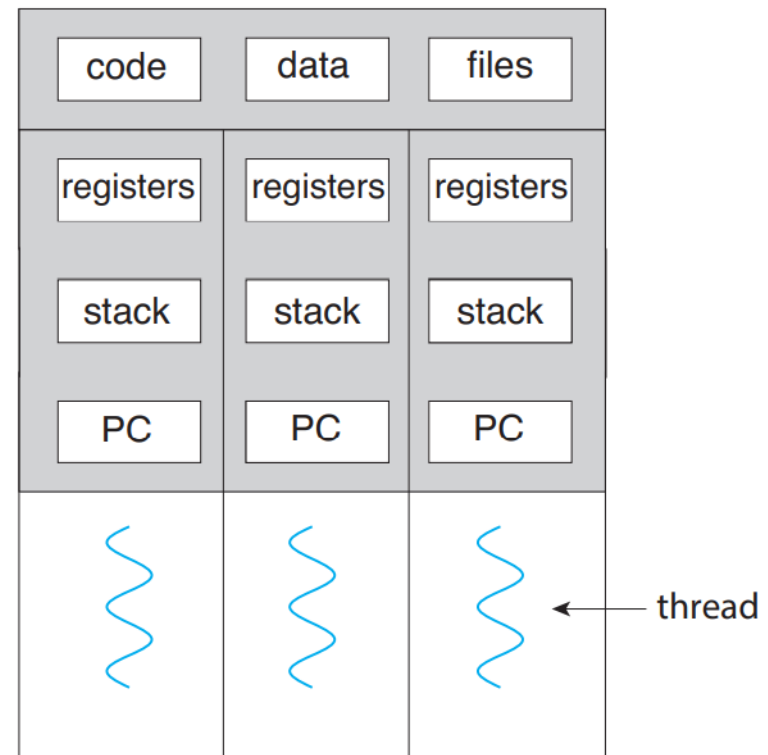 code data files
registers registers registers
stack stack stack
PC PC PC
thread